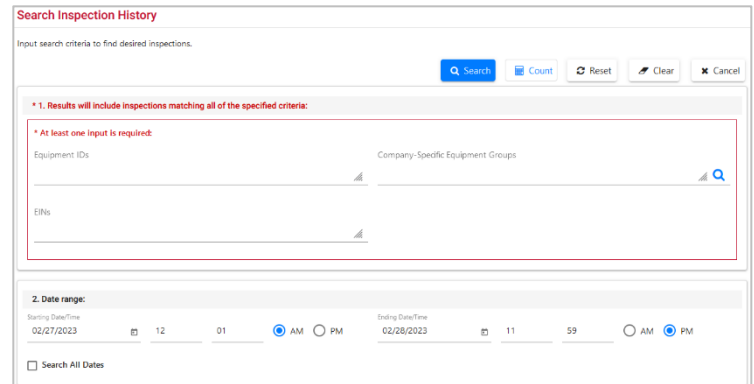 Search Inspection History
Input search criteria to find desired inspections.
Search Count Reset Clear Cancel
* 1. Results will include inspections matching all of the specified criteria:
* At least one input is required:
Equipment IDs Company-Specific Equipment Groups
EINs
2. Date range:
Starting Date/Time Ending Date/Time
02/27/2023 12 01 AM PM 02/28/2023 11 59 AM PM
Search All Dates